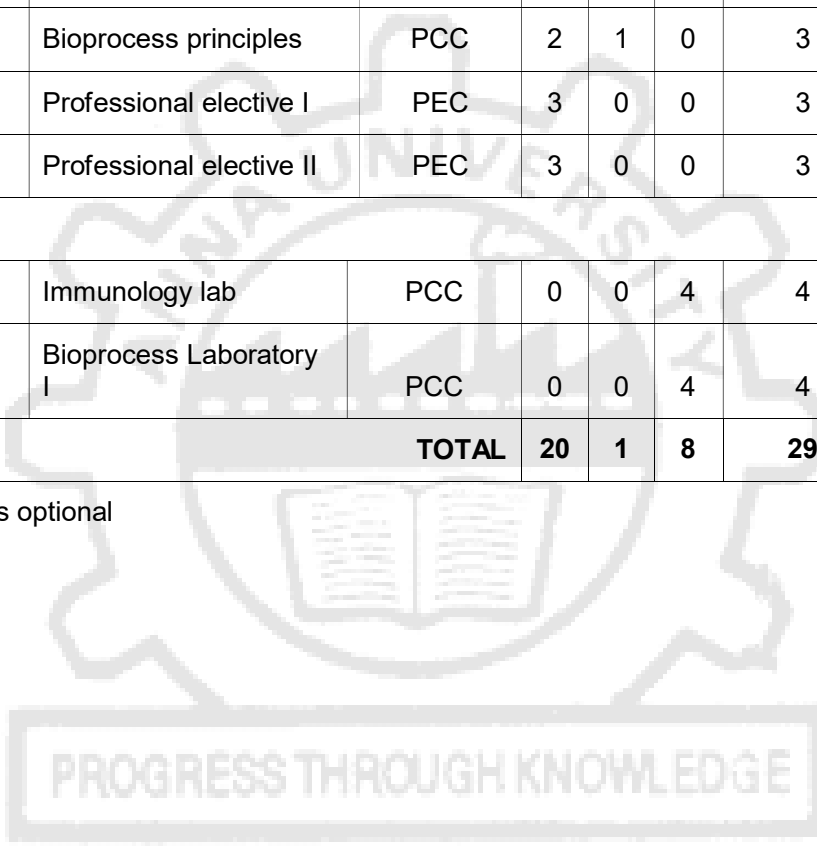 Bioprocess principles PCC 2 1 0 3
Professional elective I PEC 3 0 0 3
Professional elective II PEC 3 0 0 3
Immunology lab PCC 0 0 4 4
Bioprocess Laboratory
I PCC 0 0 4 4
TOTAL 20 1 8 29
s optional
UNIVERSITY
PROGRESS THROUGH KNOWLEDGE